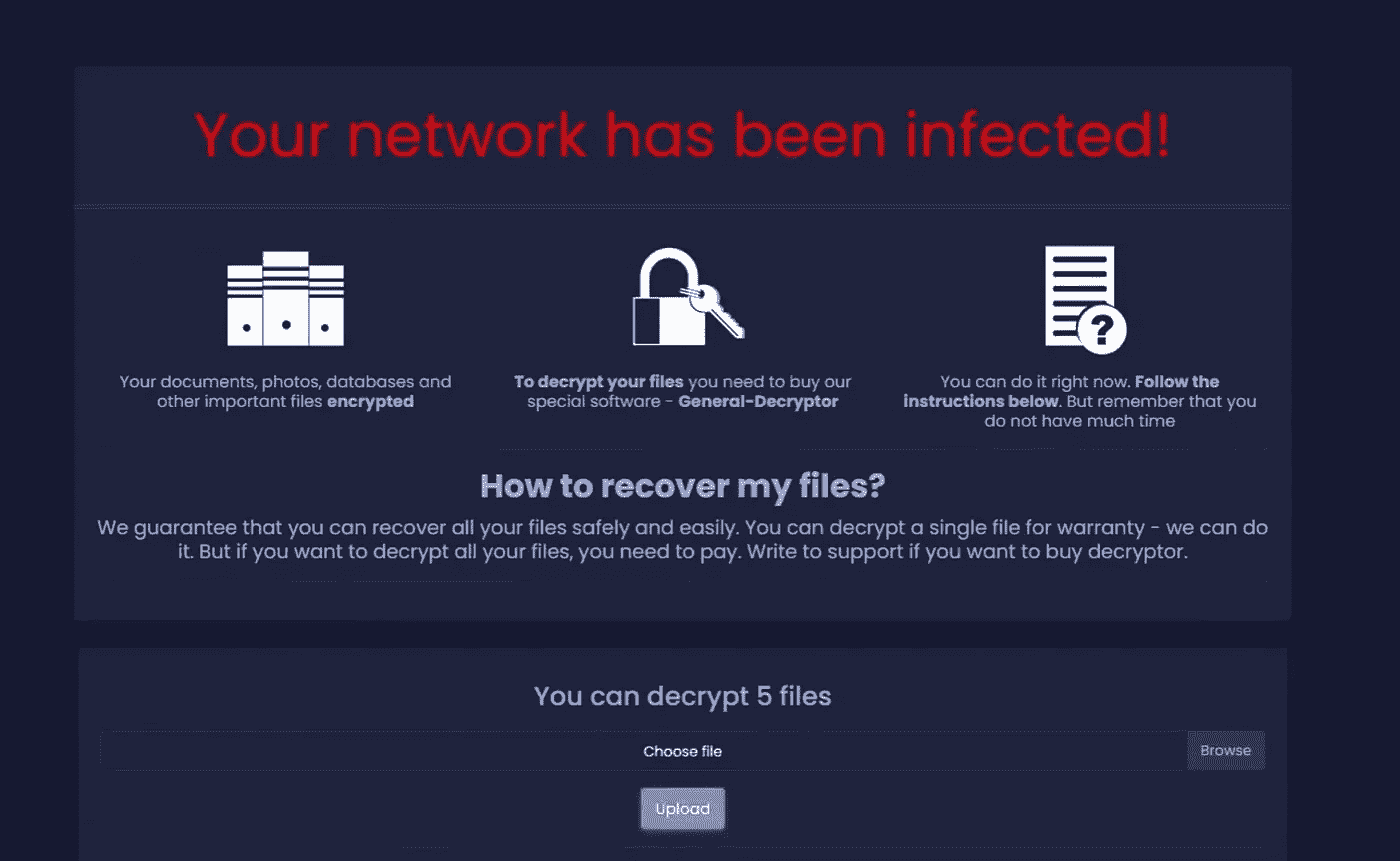 Your network has been infected!
Your documents, photos, databases and
other important files encrypted
To decrypt your files you need to buy our
special software - General-Decryptor
You can do it right now. Follow the
instructions below. But remember that you
do not have much time
How to recover my files?
We guarantee that you can recover all your files safely and easily. You can decrypt a single file for warranty - we can do
it. But if you want to decrypt all your files, you need to pay. Write to support if you want to buy decryptor.
You can decrypt 5 files
Choose file
Browse
Upload